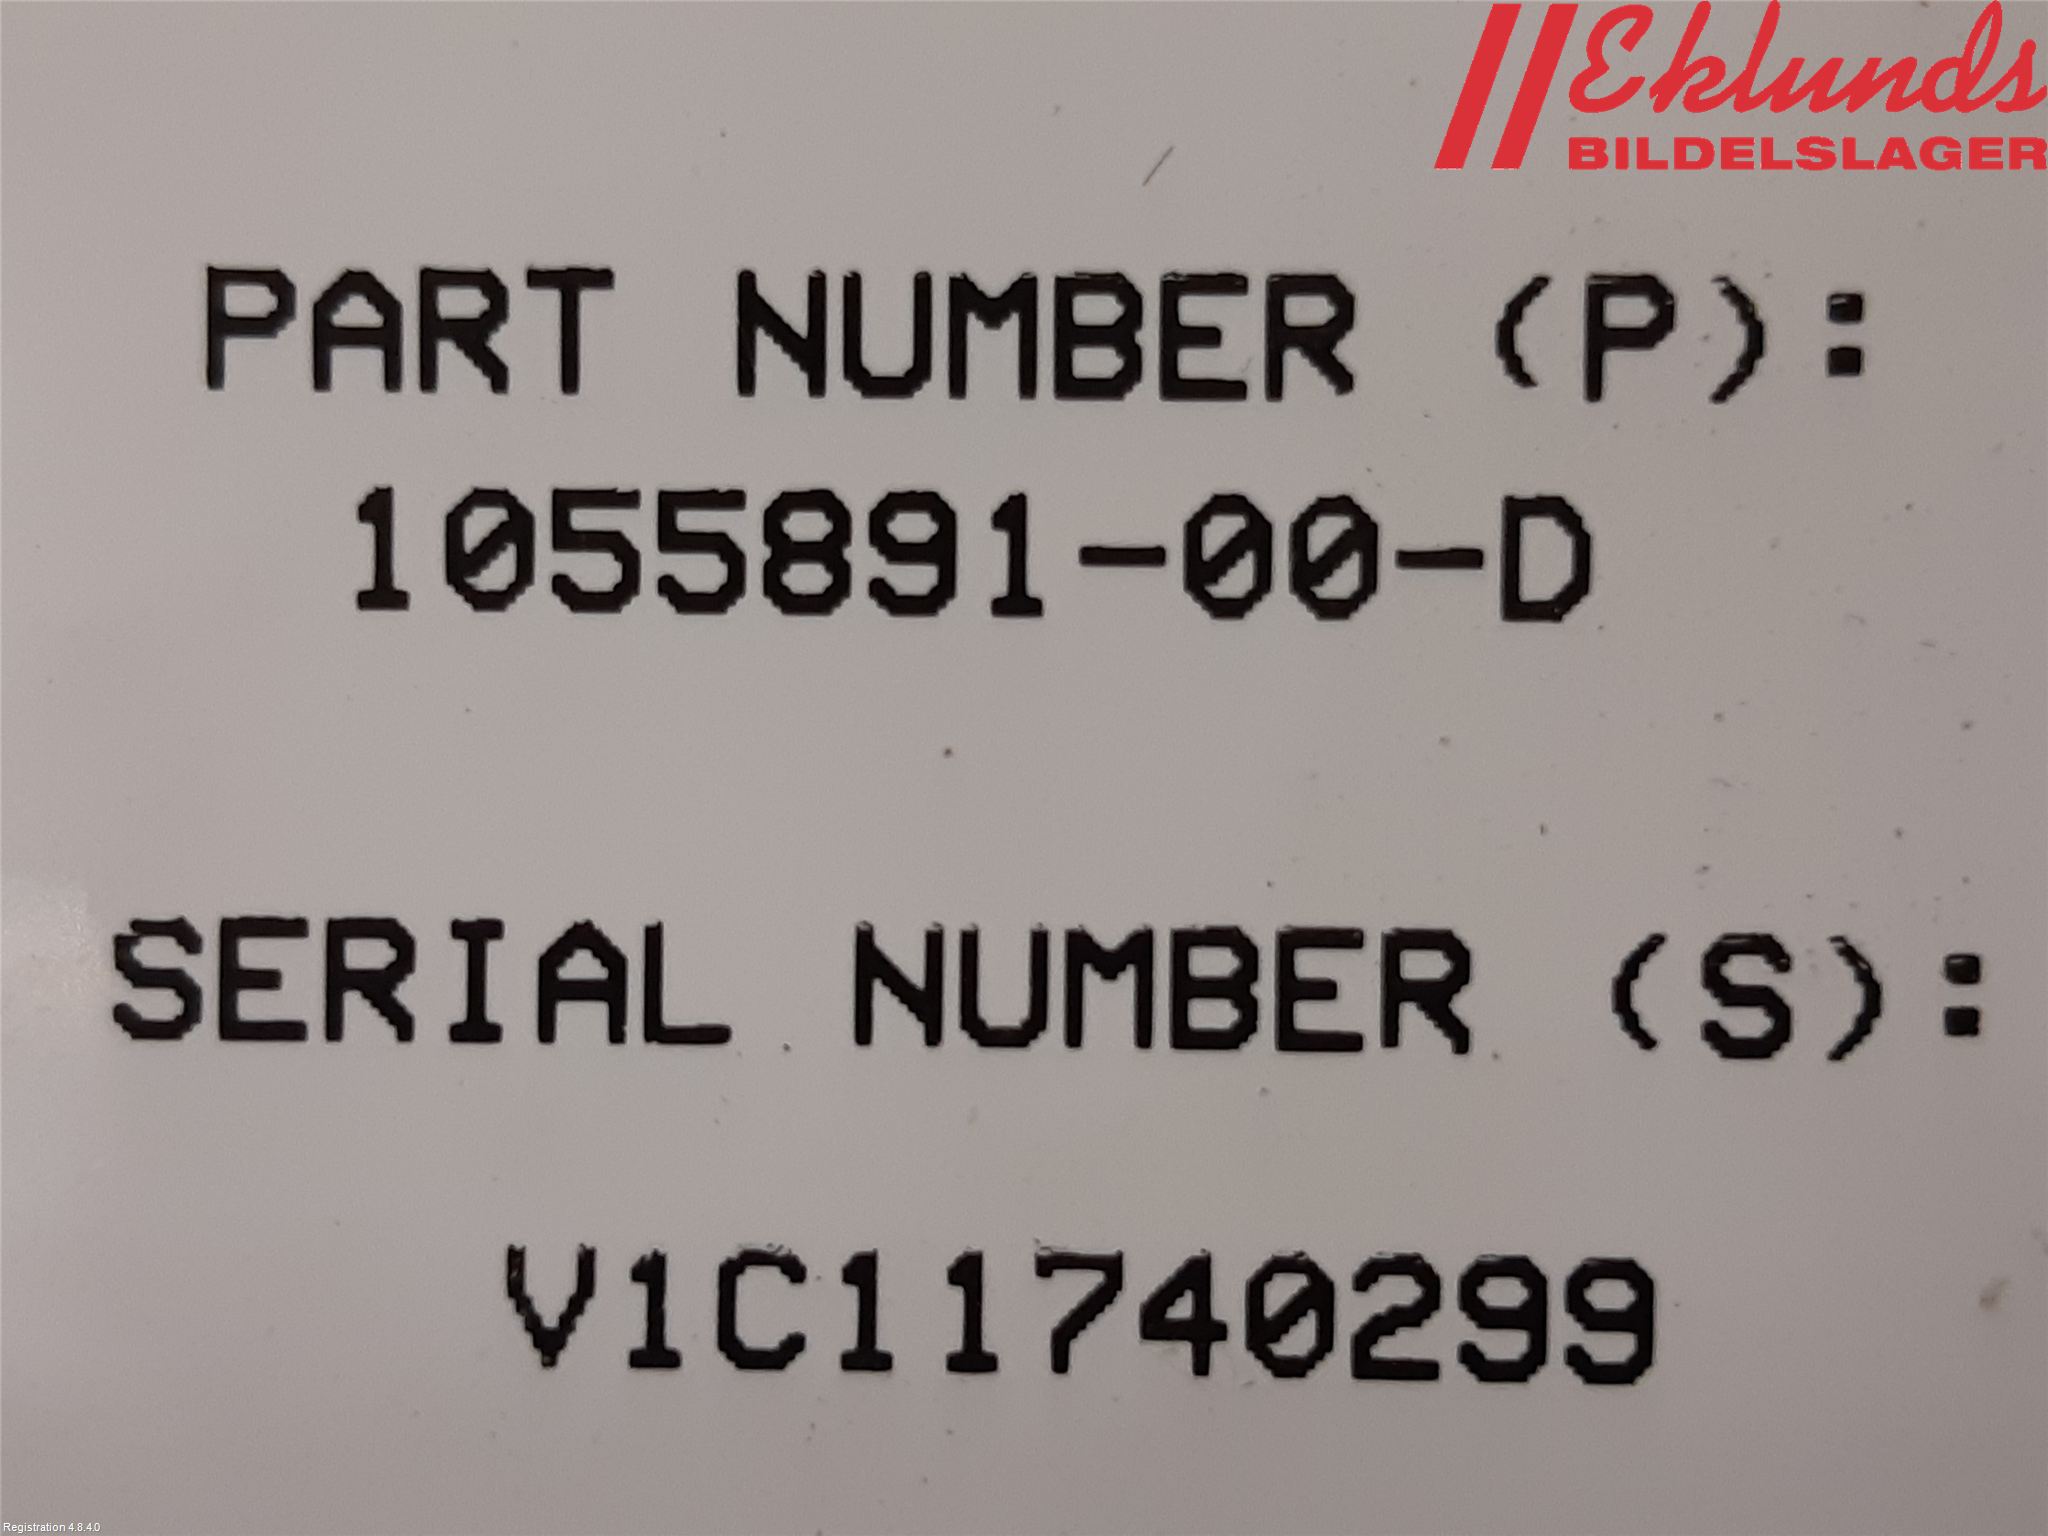 Eklunds
BILDELSLAGER
PART NUMBER (P):
1055891-00-D
SERIAL NUMBER (S):
V1C11740299
Registration 4.8.4.0